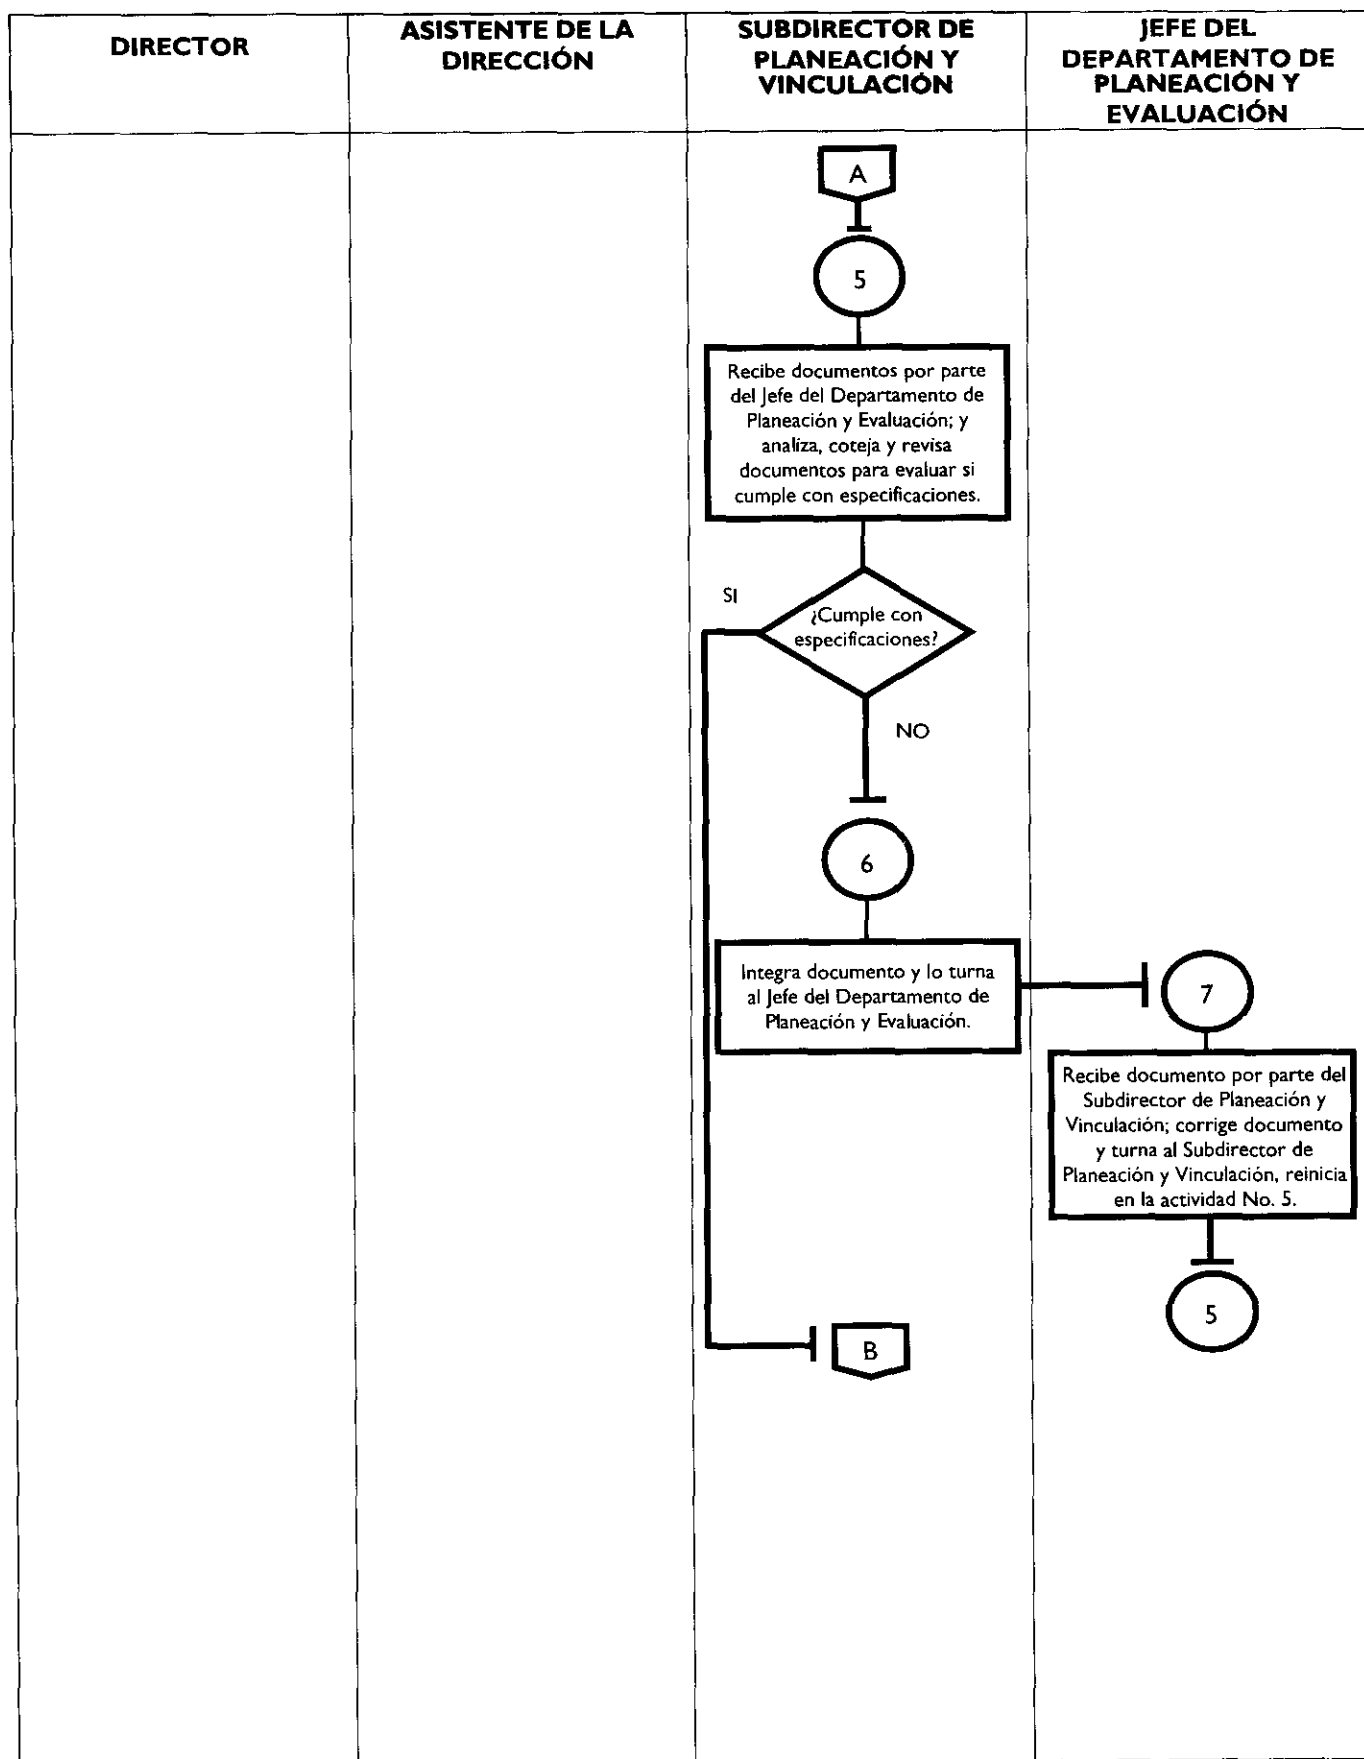 DIRECTOR
ASISTENTE DE LA
DIRECCIÓN
SUBDIRECTOR DE
PLANEACIÓN Y
VINCULACIÓN
JEFE DEL
DEPARTAMENTO DE
PLANEACIÓN Y
EVALUACIÓN
A
5
Recibe documentos por parte
del Jefe del Departamento de
Planeación y Evaluación; y
analiza, coteja y revisa
documentos para evaluar si
cumple con especificaciones.
SI
¿Cumple con
especificaciones?
NO
6
Integra documento y lo turna
al Jefe del Departamento de
Planeación y Evaluación.
7
Recibe documento por parte del
Subdirector de Planeación y
Vinculación; corrige documento
y turna al Subdirector de
Planeación y Vinculación, reinicia
en la actividad No. 5.
5
B